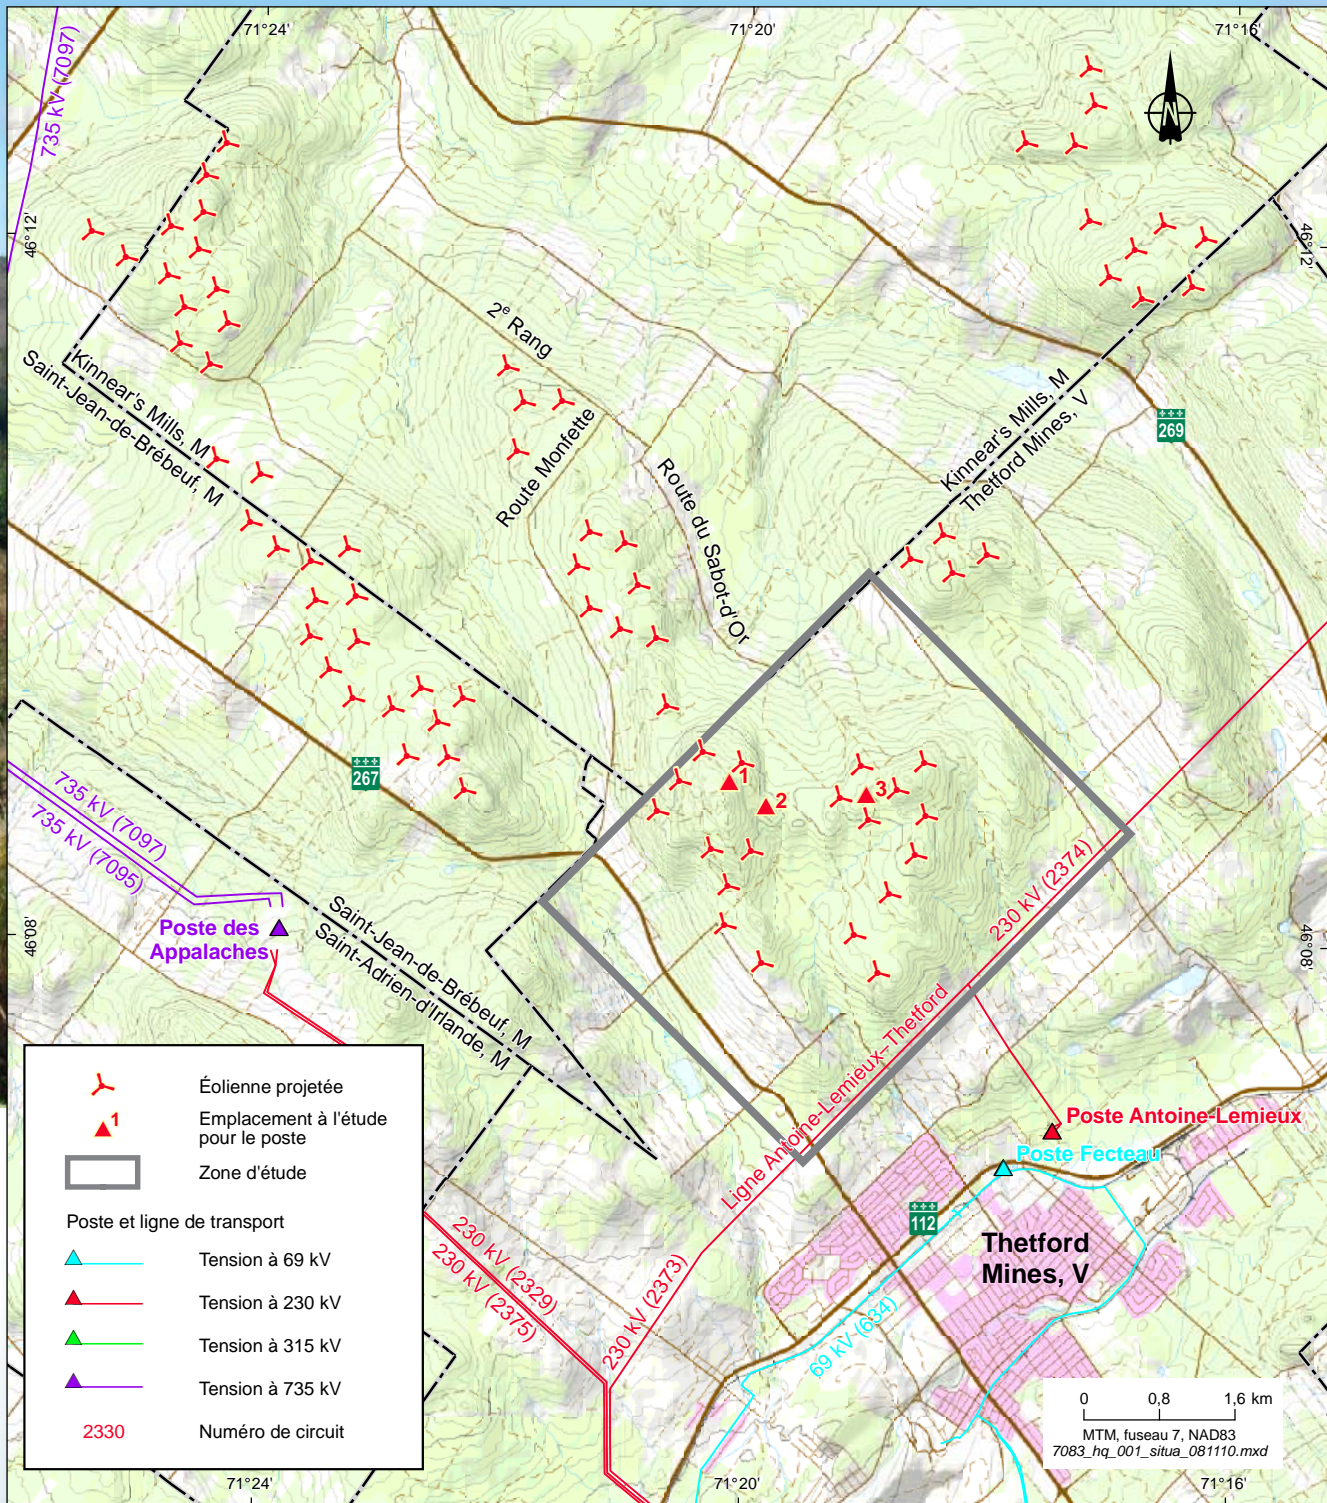 71°24'
71°20'
71°16'
735 kV (7097)
N
46°12'
46°12'
2e Rang
Kinnear's Mills, M
Saint-Jean-de-Brébeuf, M
Route Monfette
Route du Sabot-d'Or
Kinnear's Mills, M
Thetford Mines, V
269
267
1
2
3
735 kV (7097)
735 kV (7095)
Poste des
Appalaches
46°08'
46°08'
Saint-Jean-de-Brébeuf, M
Saint-Adrien-d'Irlande, M
230 kV (2374)
Ligne Antoine-Lemieux–Thetford
Poste Antoine-Lemieux
Poste Fecteau
112
Thetford
Mines, V
230 kV (2329)
230 kV (2375)
230 kV (2373)
69 kV (634)
Éolienne projetée
1
Emplacement à l'étude
pour le poste
Zone d'étude
Poste et ligne de transport
Tension à 69 kV
Tension à 230 kV
Tension à 315 kV
Tension à 735 kV
2330 Numéro de circuit
0 0,8 1,6 km
MTM, fuseau 7, NAD83
7083_hq_001_situa_081110.mxd
71°24'
71°20'
71°16'